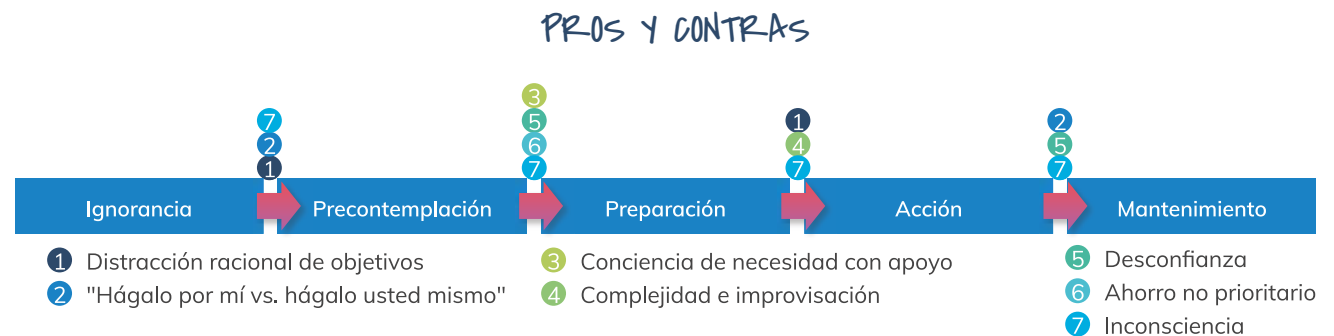 PROS Y CONTRAS
3
7
5
1
2
2
6
4
5
1
7
7
7
Ignorancia
Precontemplación
Preparación
Acción
Mantenimiento
1 Distracción racional de objetivos
2 "Hágalo por mí vs. hágalo usted mismo"
3 Conciencia de necesidad con apoyo
4 Complejidad e improvisación
5 Desconfianza
6 Ahorro no prioritario
7 Inconsciencia